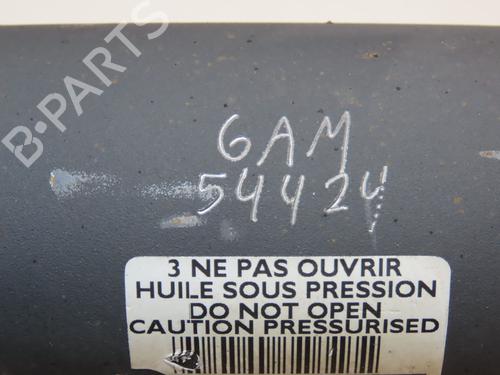 B-PARTS
6AM
54424
3 NE PAS OUVRIR
HUILE SOUS PRESSION
DO NOT OPEN
CAUTION PRESSURISED